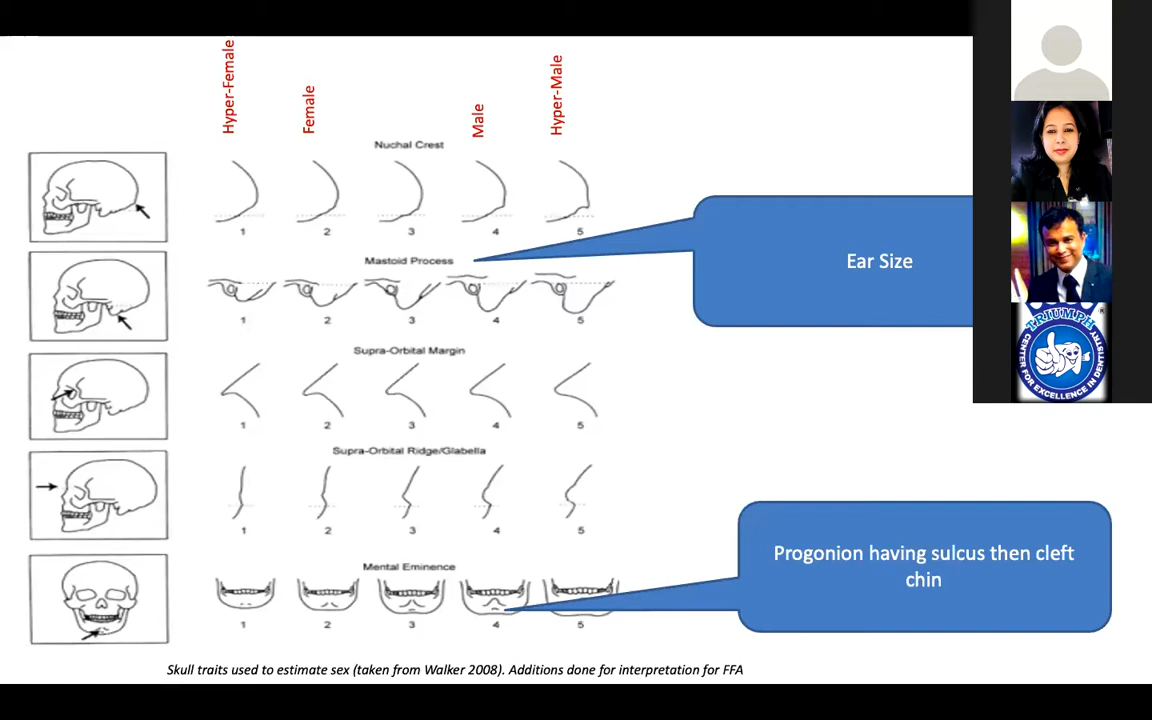 Hyper-Female
Female
Male
Hyper-Male
Nuchal Crest
1 2 3 4 5
Mastoid Process
1 2 3 4 5
Supra-Orbital Margin
1 2 3 4 5
Supra-Orbital Ridge/Glabella
1 2 3 4 5
Mental Eminence
1 2 3 4 5
Ear Size
Progonion having sulcus then cleft
chin
Skull traits used to estimate sex (taken from Walker 2008). Additions done for interpretation for FFA
TRIUMPH
CENTER FOR EXCELLENCE IN DENTISTRY